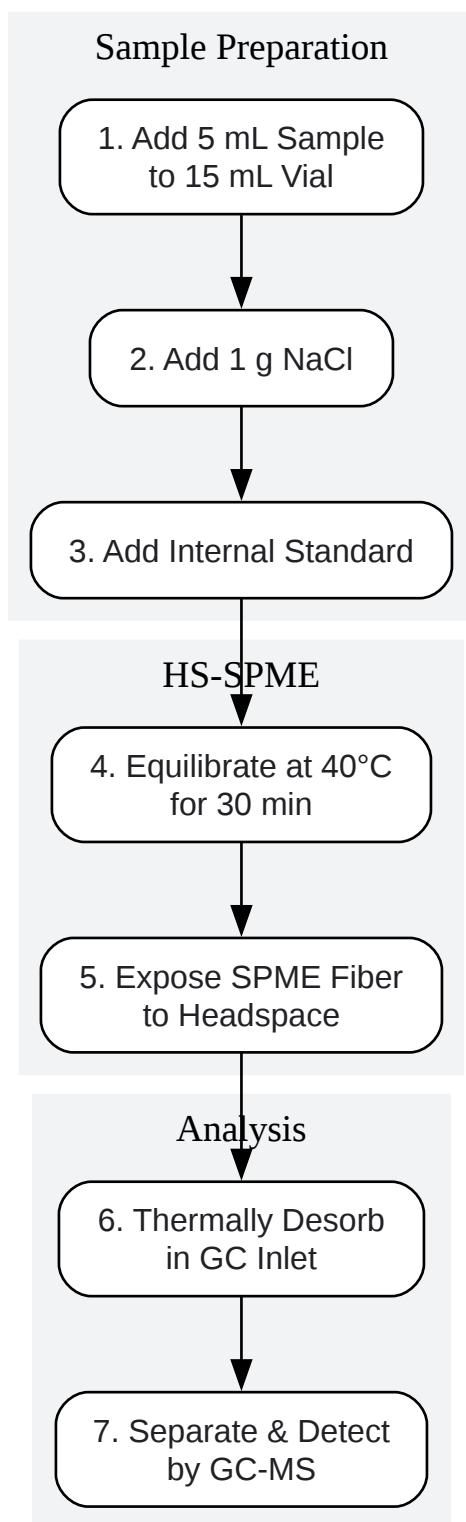 Sample Preparation
1. Add 5 mL Sample
to 15 mL Vial
2. Add 1 g NaCl
3. Add Internal Standard
HS-SPME
4. Equilibrate at 40°C
for 30 min
5. Expose SPME Fiber
to Headspace
Analysis
6. Thermally Desorb
in GC Inlet
7. Separate & Detect
by GC-MS